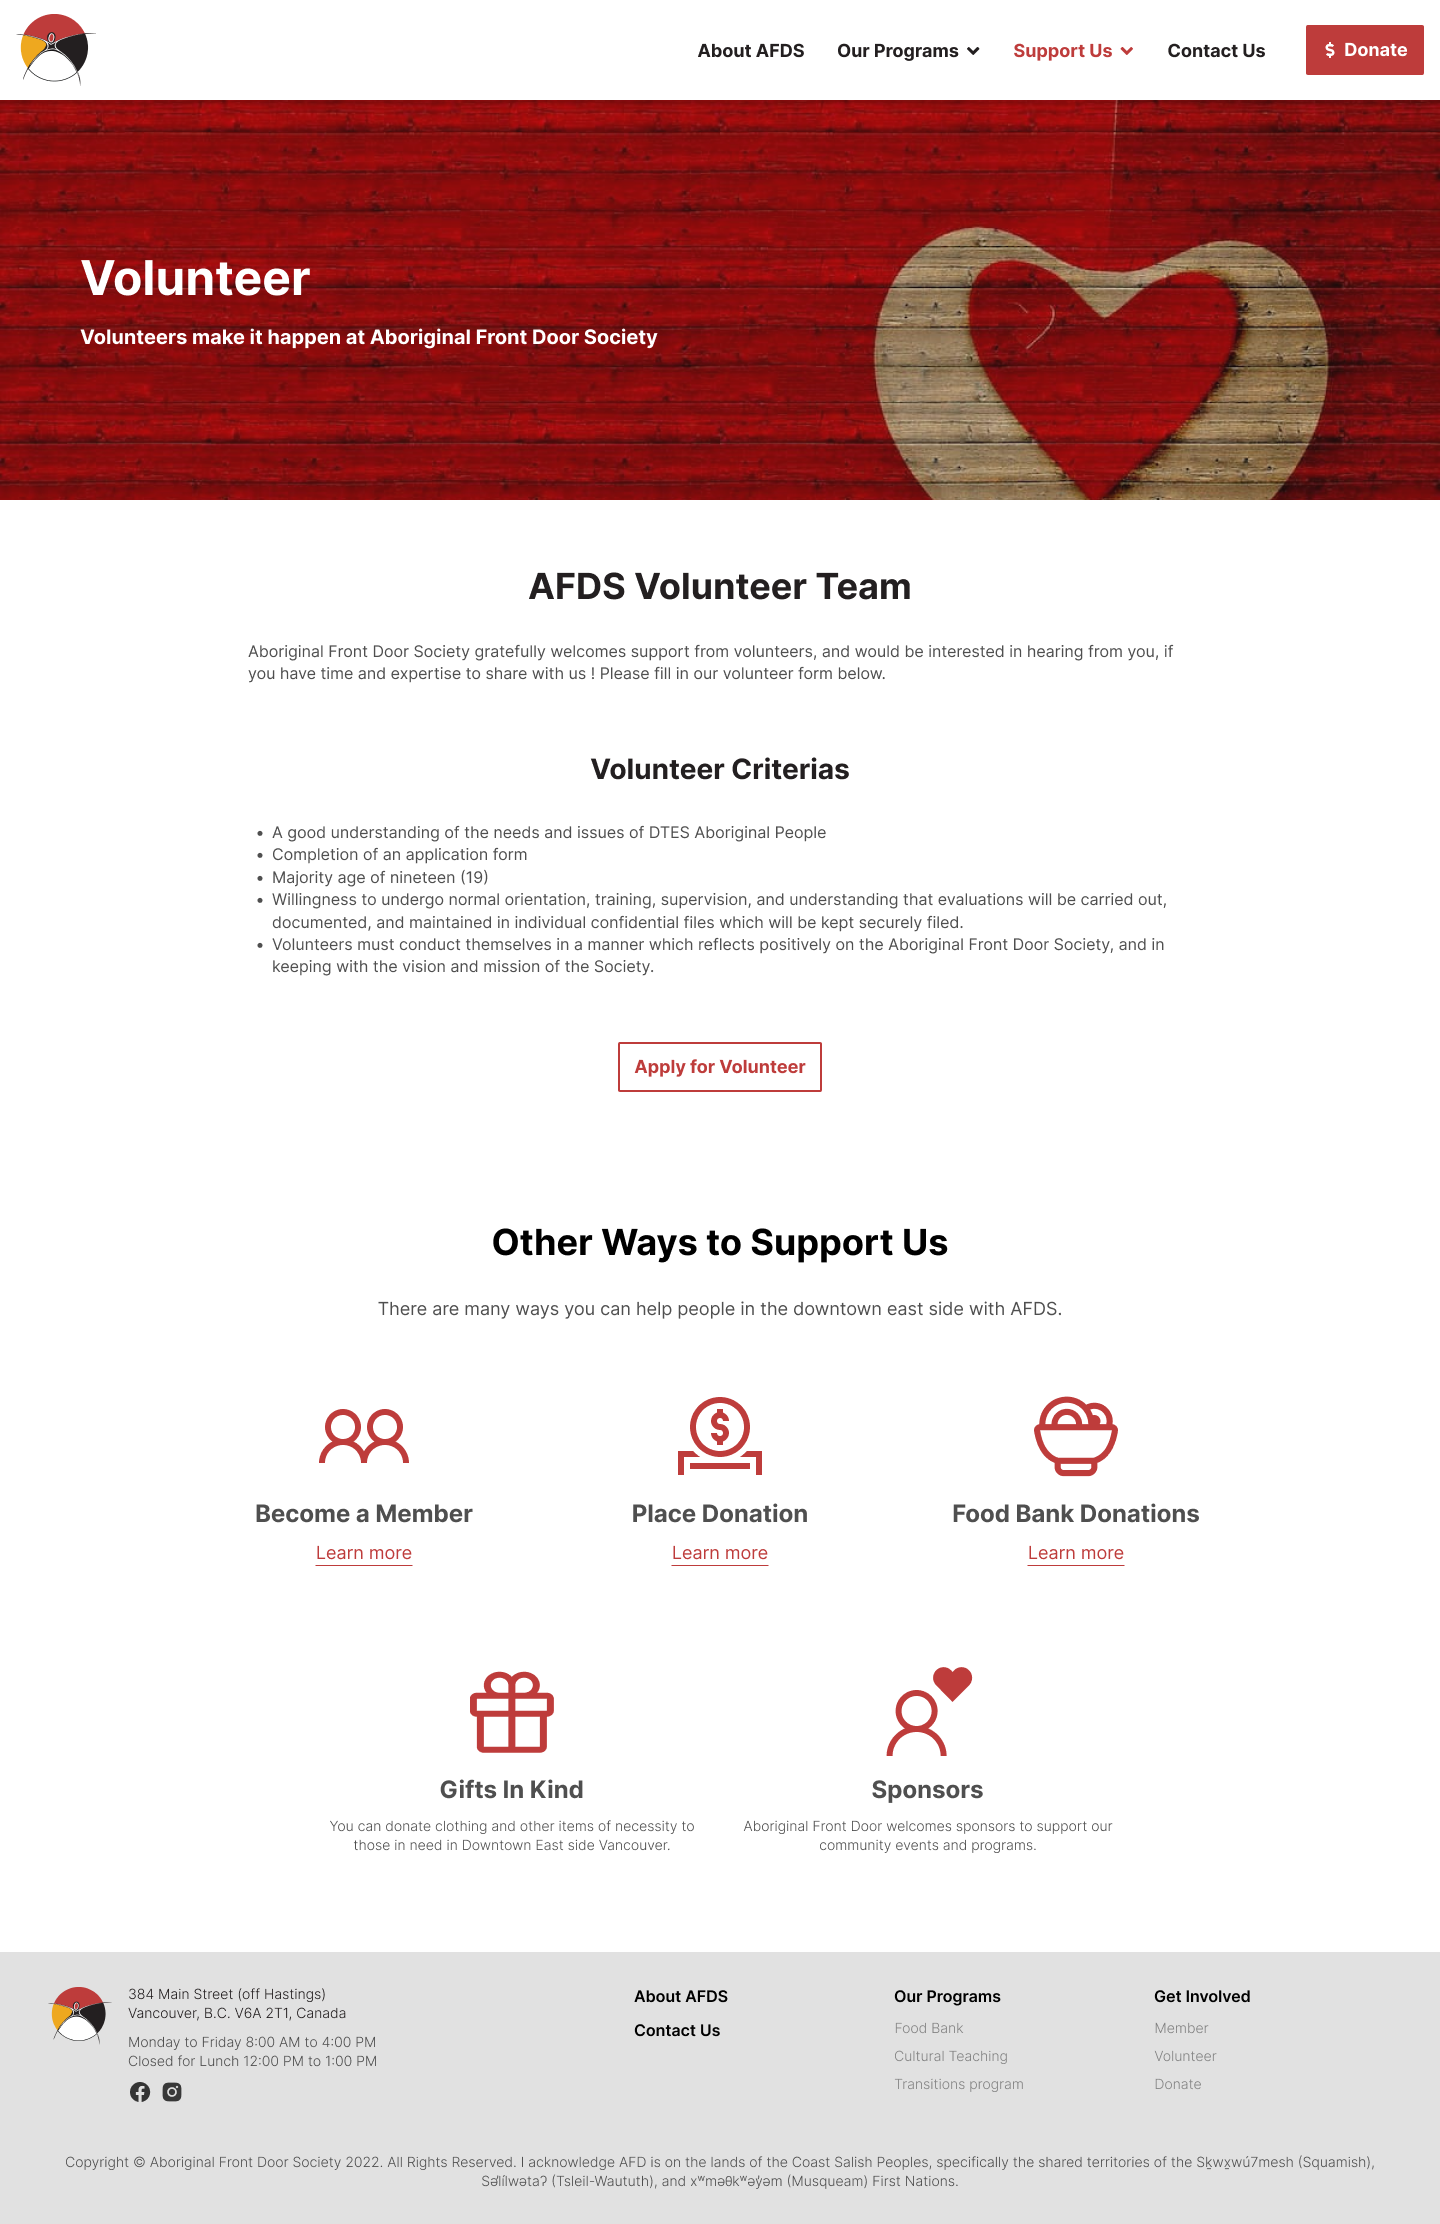 About AFDS
Our Programs
Support Us
Contact Us
$ Donate
Volunteer
Volunteers make it happen at Aboriginal Front Door Society
AFDS Volunteer Team
Aboriginal Front Door Society gratefully welcomes support from volunteers, and would be interested in hearing from you, if
you have time and expertise to share with us ! Please fill in our volunteer form below.
Volunteer Criterias
• A good understanding of the needs and issues of DTES Aboriginal People
• Completion of an application form
• Majority age of nineteen (19)
• Willingness to undergo normal orientation, training, supervision, and understanding that evaluations will be carried out,
documented, and maintained in individual confidential files which will be kept securely filed.
• Volunteers must conduct themselves in a manner which reflects positively on the Aboriginal Front Door Society, and in
keeping with the vision and mission of the Society.
Apply for Volunteer
Other Ways to Support Us
There are many ways you can help people in the downtown east side with AFDS.
Become a Member
Learn more
Place Donation
Learn more
Food Bank Donations
Learn more
Gifts In Kind
You can donate clothing and other items of necessity to
those in need in Downtown East side Vancouver.
Sponsors
Aboriginal Front Door welcomes sponsors to support our
community events and programs.
384 Main Street (off Hastings)
Vancouver, B.C. V6A 2T1, Canada
Monday to Friday 8:00 AM to 4:00 PM
Closed for Lunch 12:00 PM to 1:00 PM
About AFDS
Contact Us
Our Programs
Food Bank
Cultural Teaching
Transitions program
Get Involved
Member
Volunteer
Donate
Copyright © Aboriginal Front Door Society 2022. All Rights Reserved. I acknowledge AFD is on the lands of the Coast Salish Peoples, specifically the shared territories of the Sḵwx̱wú7mesh (Squamish),
Səl̓ílwətaʔ (Tsleil-Waututh), and xʷməθkʷəy̓əm (Musqueam) First Nations.